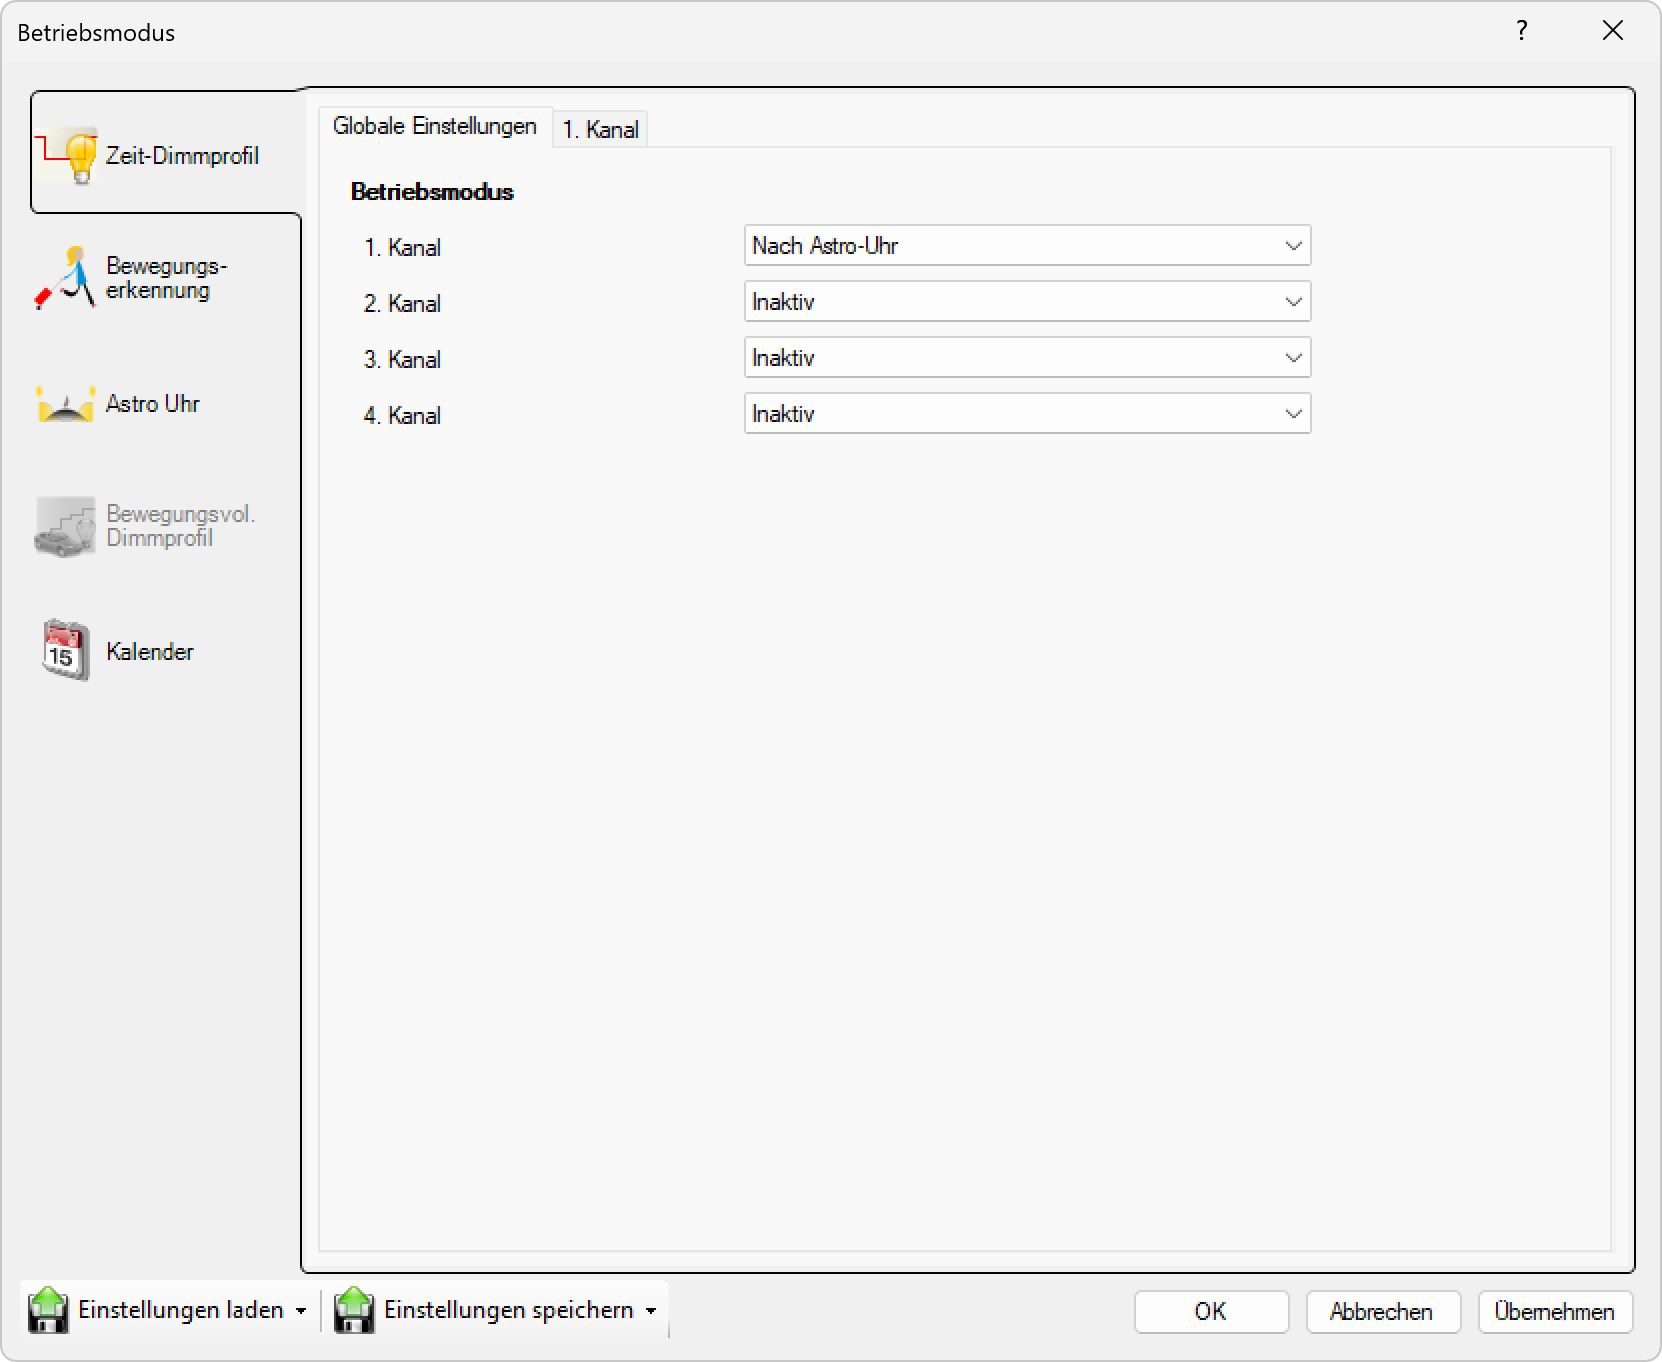 Betriebsmodus
?
Zeit-Dimmprofil
Bewegungs-
erkennung
Astro Uhr
Bewegungsvol.
Dimmprofil
15
Kalender
Globale Einstellungen
1. Kanal
Betriebsmodus
1. Kanal
Nach Astro-Uhr
2. Kanal
Inaktiv
3. Kanal
Inaktiv
4. Kanal
Inaktiv
Einstellungen laden
Einstellungen speichern
OK
Abbrechen
Übernehmen